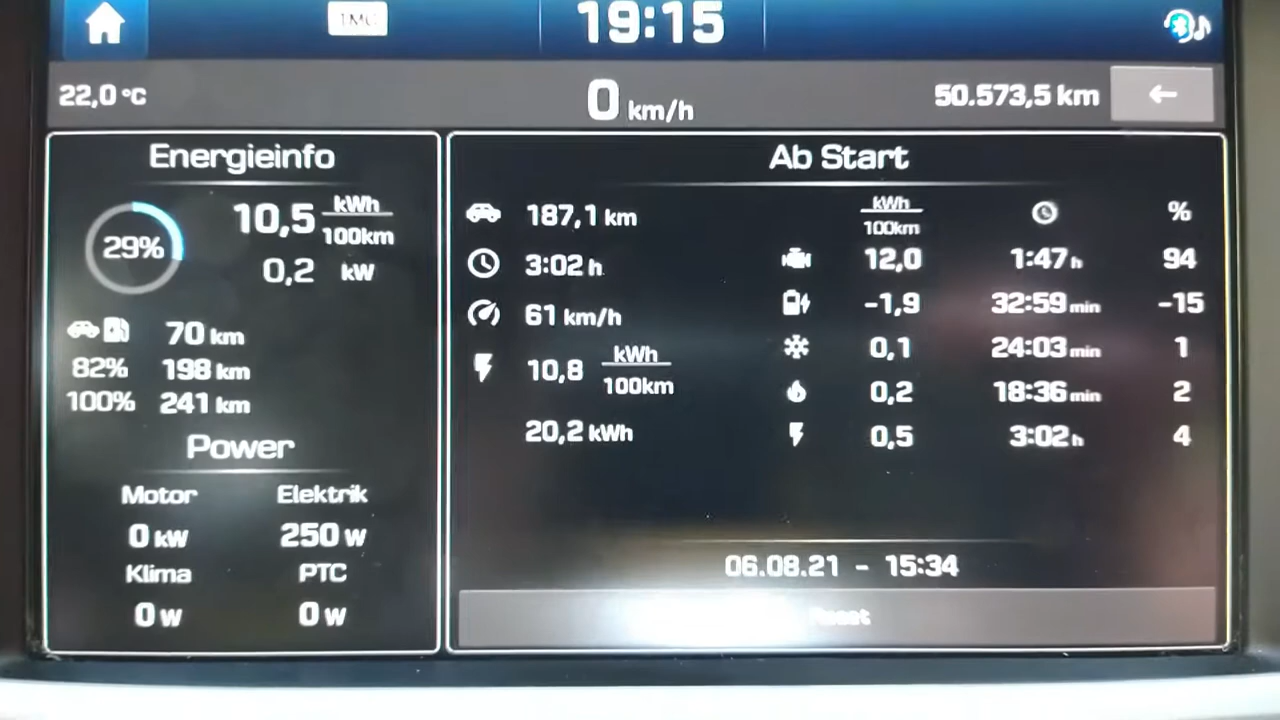 1MO
19:15
22,0 °C
0 km/h
50.573,5 km
Energieinfo
29%
10,5 kWh/100km
0,2 kW
70 km
82% 198 km
100% 241 km
Power
Motor Elektrik
0 kW 250 W
Klima PTC
0 W 0 W
Ab Start
187,1 km
3:02 h
61 km/h
10,8 kWh/100km
20,2 kWh
kWh/100km %
12,0 1:47 h 94
-1,9 32:59 min -15
0,1 24:03 min 1
0,2 18:36 min 2
0,5 3:02 h 4
06.08.21 - 15:34
Reset